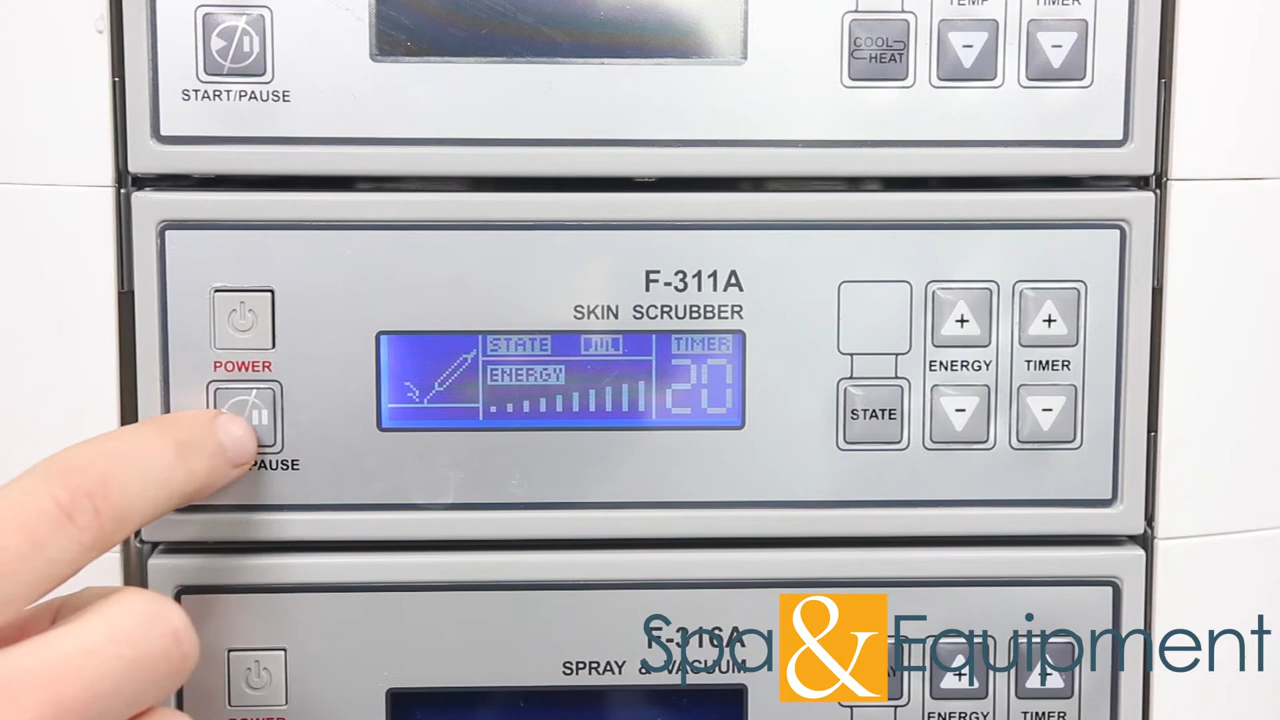 TEMP TIMER
COOL
HEAT
START/PAUSE
F-311A
SKIN SCRUBBER
POWER
STATE
TIMER
ENERGY
20
PAUSE
ENERGY
TIMER
STATE
F-316A
SPRAY & VACUUM
POWER
ENERGY
TIMER
Spa & Equipment